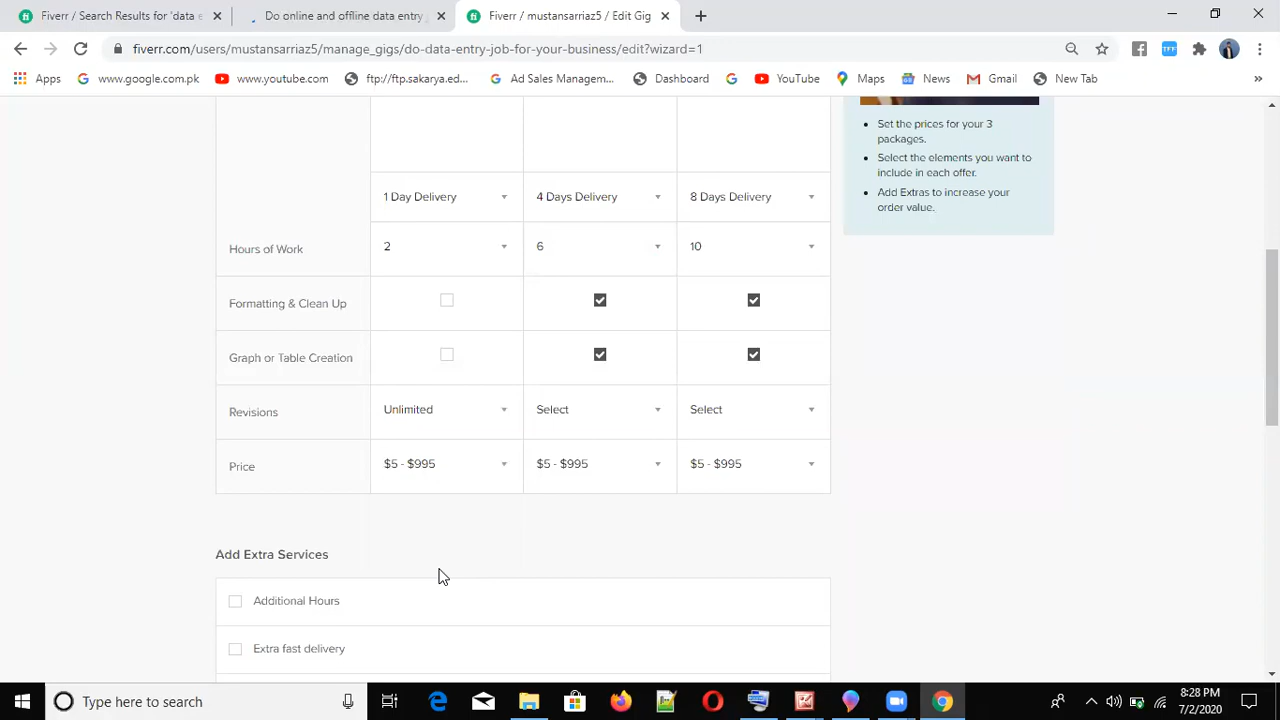 Fiverr / Search Results for 'data e
Do online and offline data entry
Fiverr / mustansarriaz5 / Edit Gig
fiverr.com/users/mustansarriaz5/manage_gigs/do-data-entry-job-for-your-business/edit?wizard=1
Apps
www.google.com.pk
www.youtube.com
ftp://ftp.sakarya.ed...
Ad Sales Managem...
Dashboard
YouTube
Maps
News
Gmail
New Tab
»
• Set the prices for your 3
packages.
• Select the elements you want to
include in each offer.
• Add Extras to increase your
order value.
1 Day Delivery
4 Days Delivery
8 Days Delivery
Hours of Work
2
6
10
Formatting & Clean Up
Graph or Table Creation
Revisions
Unlimited
Select
Select
Price
$5 - $995
$5 - $995
$5 - $995
Add Extra Services
Additional Hours
Extra fast delivery
Type here to search
8:28 PM
7/2/2020